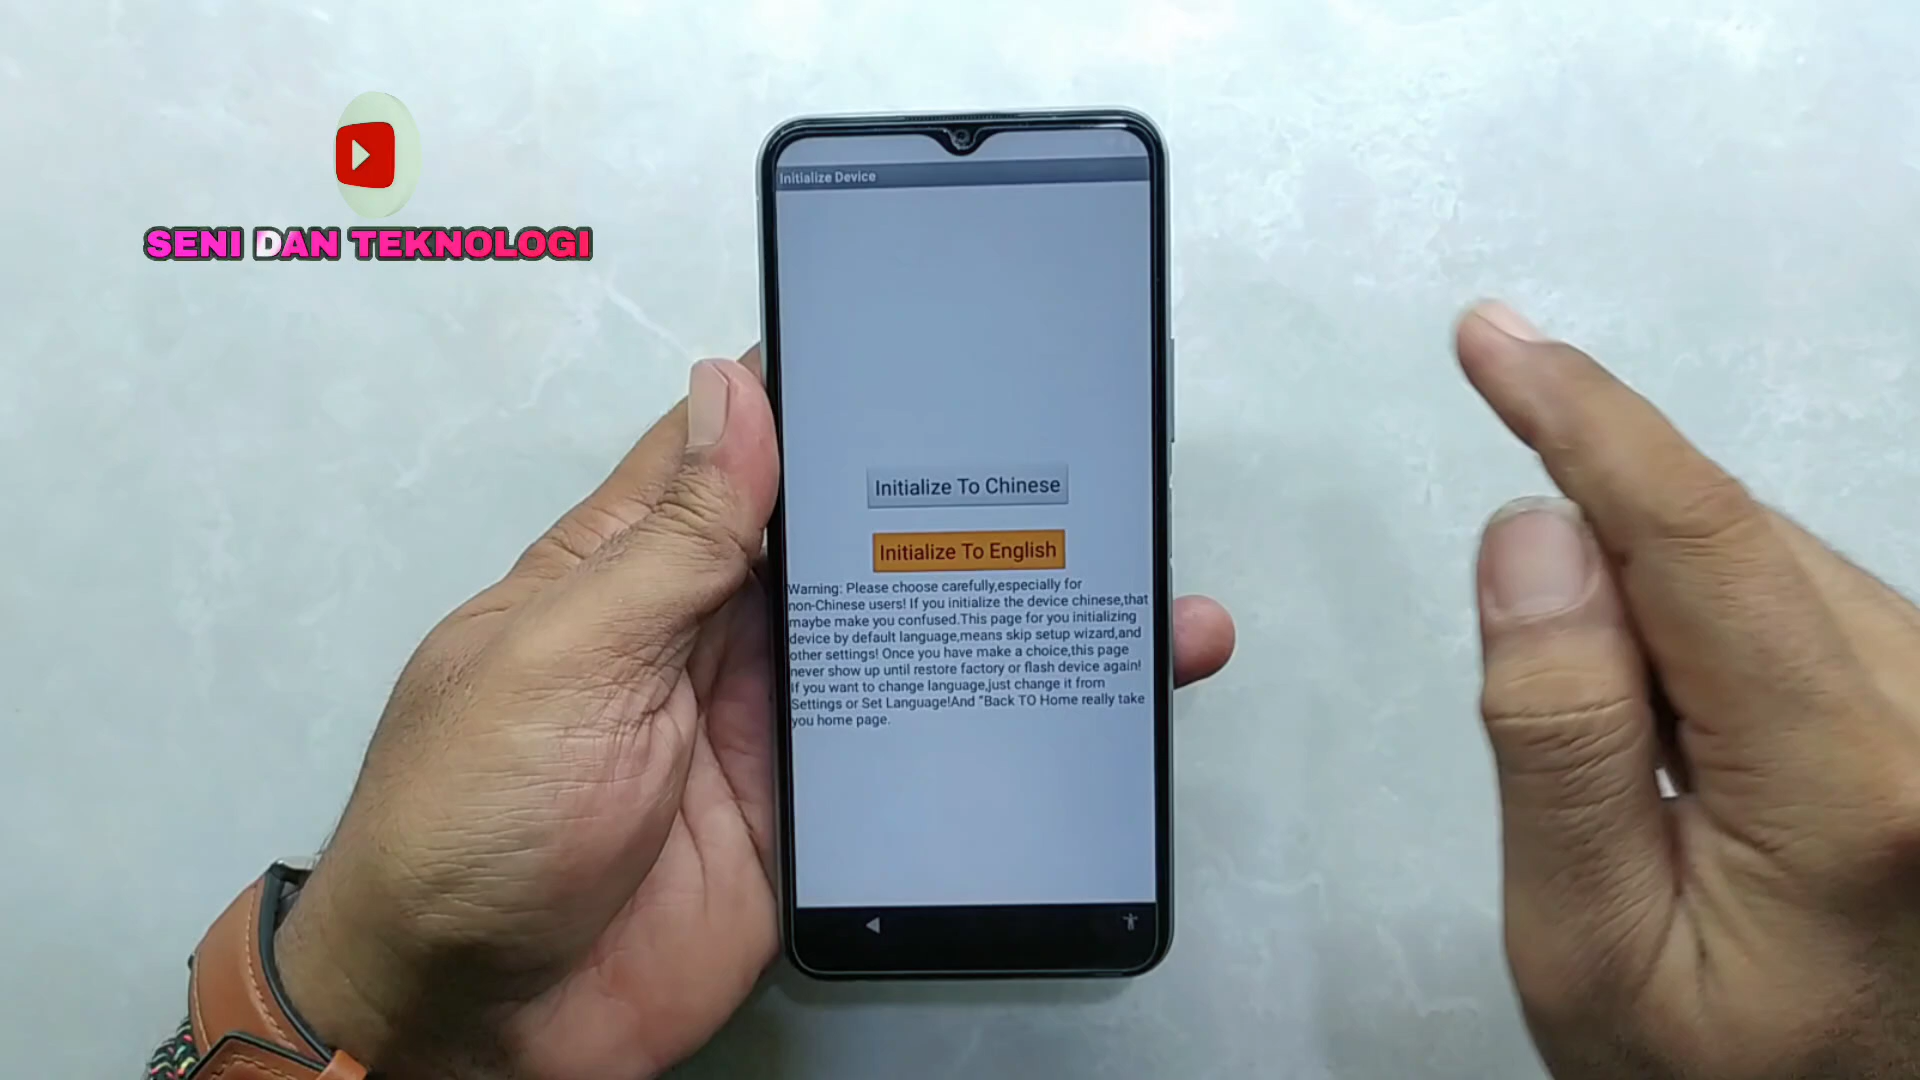 SENI DAN TEKNOLOGI
Initialize Device
Initialize To Chinese
Initialize To English
Warning: Please choose carefully,especially for
non-Chinese users! If you initialize the device chinese,that
maybe make you confused.This page for you initializing
device by default language,means skip setup wizard,and
other settings! Once you have make a choice,this page
never show up until restore factory or flash device again!
If you want to change language,just change it from
Settings or Set Language!And "Back TO Home really take
you home page.